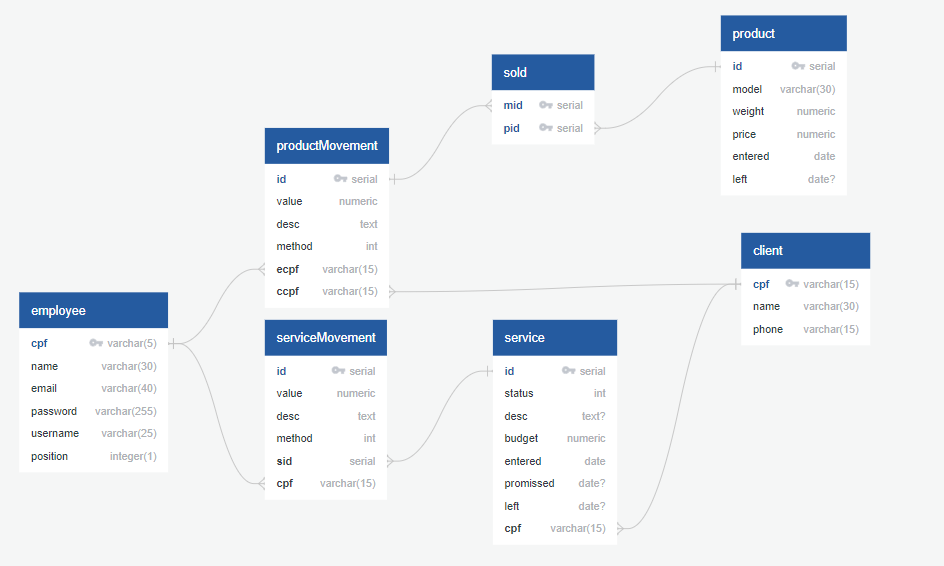 product
id serial
model varchar(30)
weight numeric
price numeric
entered date
left date?
sold
mid serial
pid serial
productMovement
id serial
value numeric
desc text
method int
ecpf varchar(15)
ccpf varchar(15)
client
cpf varchar(15)
name varchar(30)
phone varchar(15)
employee
cpf varchar(5)
name varchar(30)
email varchar(40)
password varchar(255)
username varchar(25)
position integer(1)
serviceMovement
id serial
value numeric
desc text
method int
sid serial
cpf varchar(15)
service
id serial
status int
desc text?
budget numeric
entered date
promissed date?
left date?
cpf varchar(15)